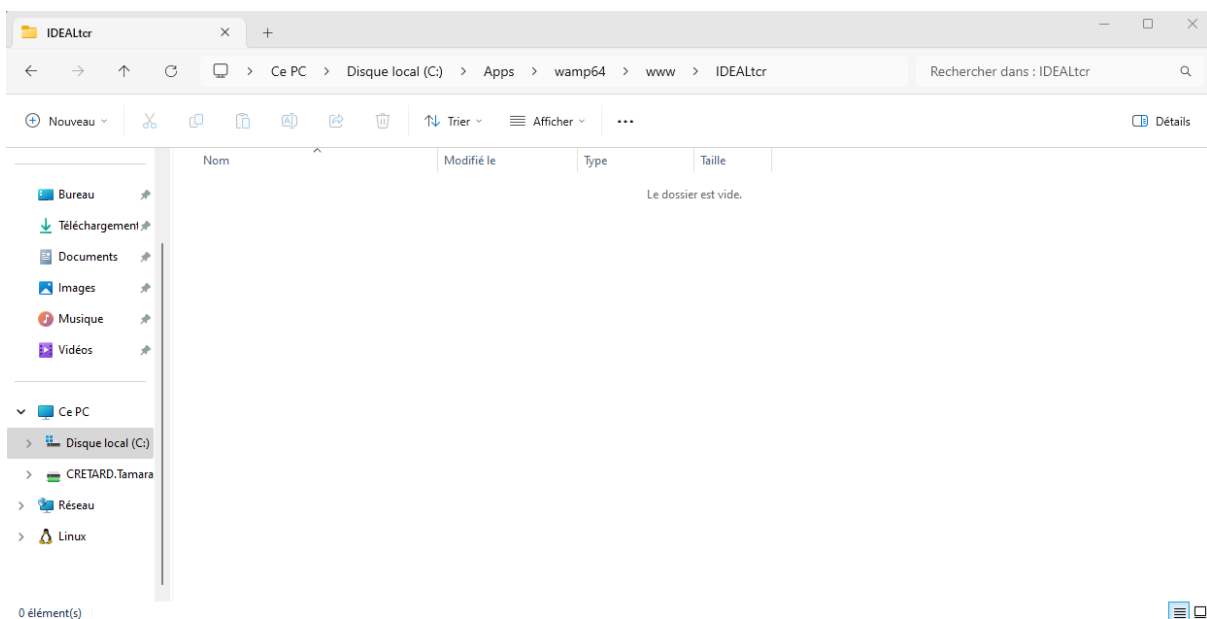 IDEALtcr
Ce PC > Disque local (C:) > Apps > wamp64 > www > IDEALtcr
Rechercher dans : IDEALtcr
Nouveau
Trier
Afficher
Détails
Nom
Modifié le
Type
Taille
Le dossier est vide.
Bureau
Téléchargement
Documents
Images
Musique
Vidéos
Ce PC
Disque local (C:)
CRETARD.Tamara
Réseau
Linux
0 élément(s)